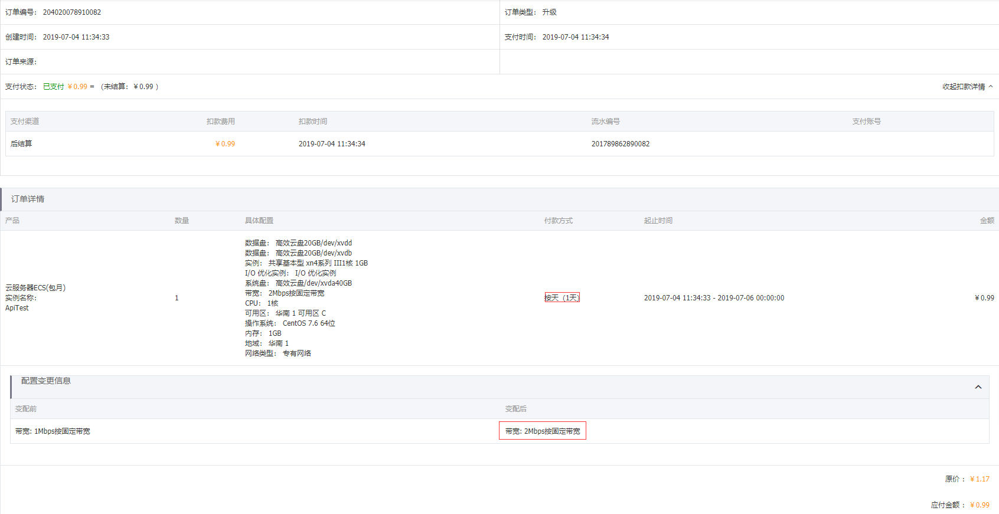 订单编号： 204020078910082
订单类型： 升级
创建时间： 2019-07-04 11:34:33
支付时间： 2019-07-04 11:34:34
订单来源：
支付状态： 已支付 ￥0.99 = （未结算：￥0.99 ）
收起扣款详情
支付渠道 扣款费用 扣款时间 流水编号 支付账号
后结算 ￥0.99 2019-07-04 11:34:34 201789862890082
订单详情
产品 数量 具体配置 付款方式 起止时间 金额
云服务器ECS(包月)
实例名称：
ApiTest
1
数据盘： 高效云盘20GB/dev/xvdd
数据盘： 高效云盘20GB/dev/xvdb
实例： 共享基本型 xn4系列 III1核 1GB
I/O 优化实例： I/O 优化实例
系统盘： 高效云盘/dev/xvda40GB
带宽： 2Mbps按固定带宽
CPU： 1核
可用区： 华南 1 可用区 C
操作系统： CentOS 7.6 64位
内存： 1GB
地域： 华南 1
网络类型： 专有网络
按天（1天）
2019-07-04 11:34:33 - 2019-07-06 00:00:00
￥0.99
配置变更信息
变配前 变配后
带宽: 1Mbps按固定带宽 带宽: 2Mbps按固定带宽
原价： ￥1.17
应付金额： ￥0.99